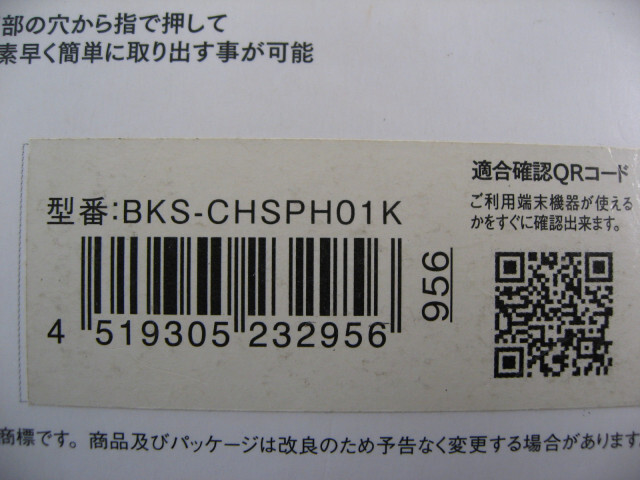 部の穴から指で押して
素早く簡単に取り出す事が可能
適合確認QRコード
ご利用端末機器が使える
かをすぐに確認出来ます。
型番:BKS-CHSPH01K
956
4 519305 232956
商標です。商品及びパッケージは改良のため予告なく変更する場合があります